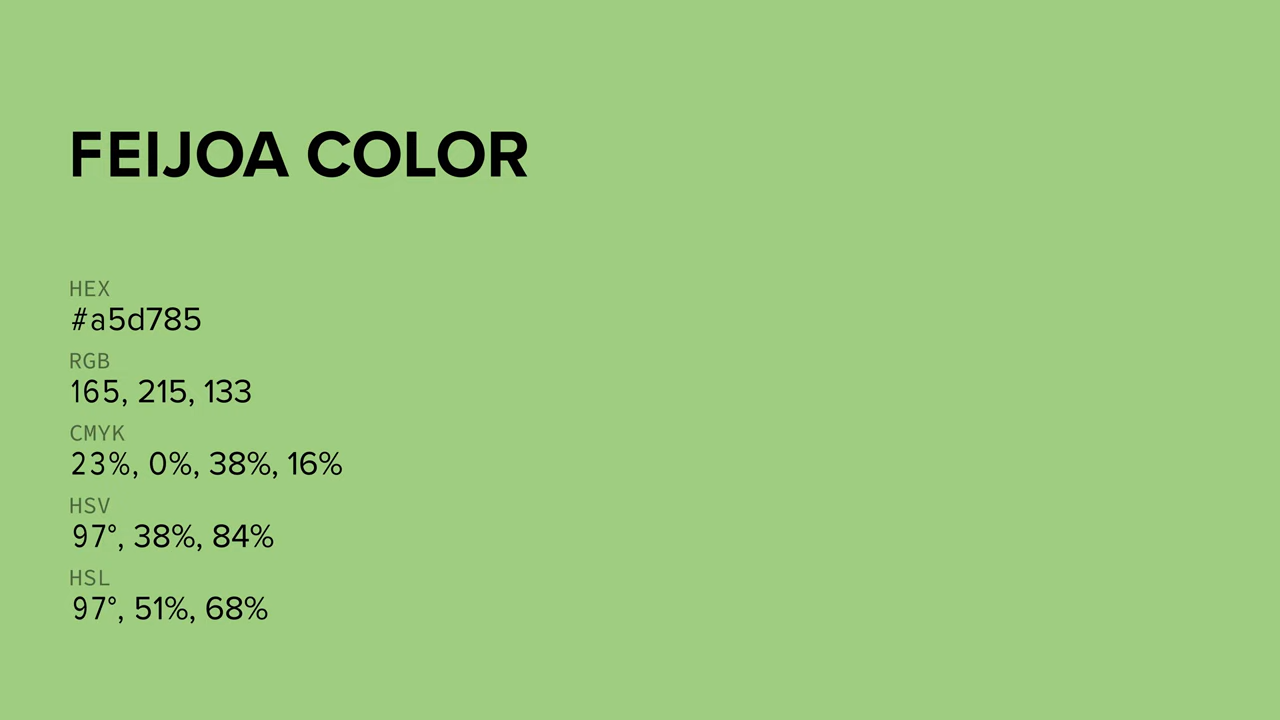 FEIJOA COLOR
HEX
#a5d785
RGB
165, 215, 133
CMYK
23%, 0%, 38%, 16%
HSV
97°, 38%, 84%
HSL
97°, 51%, 68%